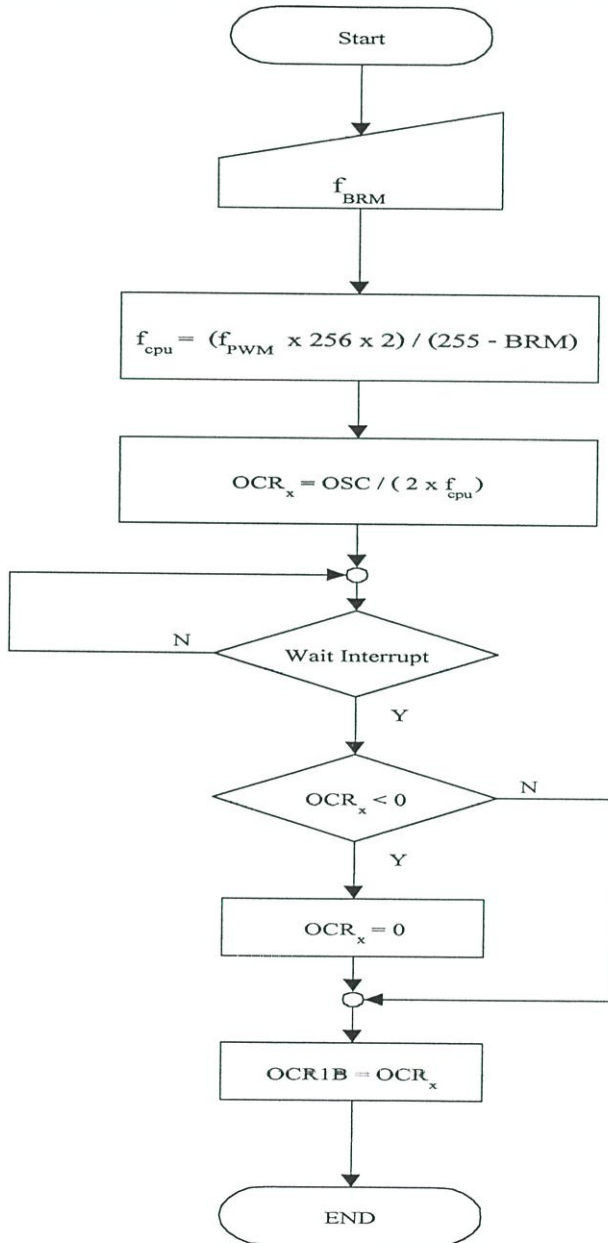 Start
f_BRM
f_cpu = (f_PWM x 256 x 2) / (255 - BRM)
OCR_x = OSC / ( 2 x f_cpu)
N
Wait Interrupt
Y
OCR_x < 0
N
Y
OCR_x = 0
OCR1B = OCR_x
END